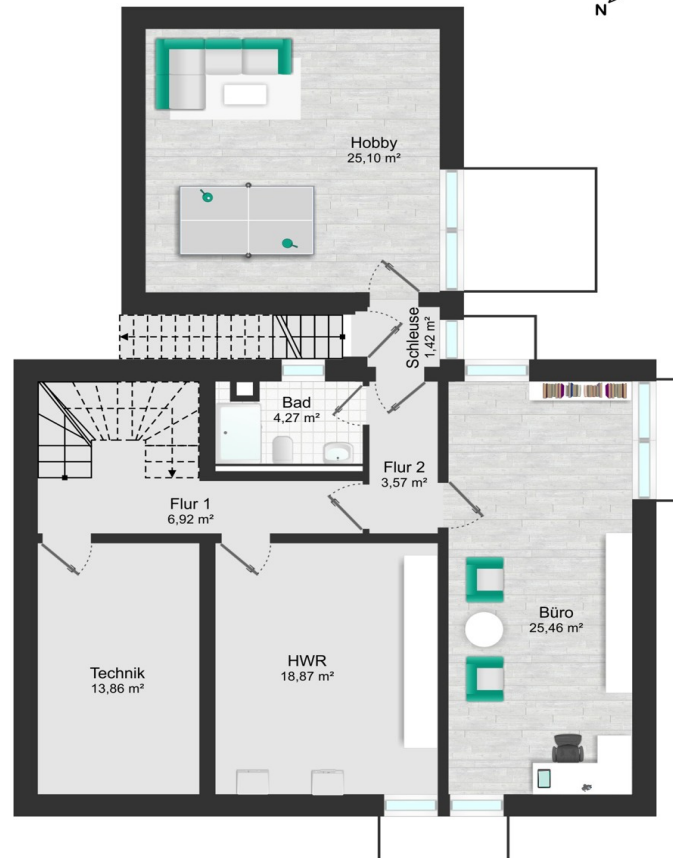 N
Hobby
25,10 m²
Schleuse
1,42 m²
Bad
4,27 m²
Flur 2
3,57 m²
Flur 1
6,92 m²
Büro
25,46 m²
Technik
13,86 m²
HWR
18,87 m²